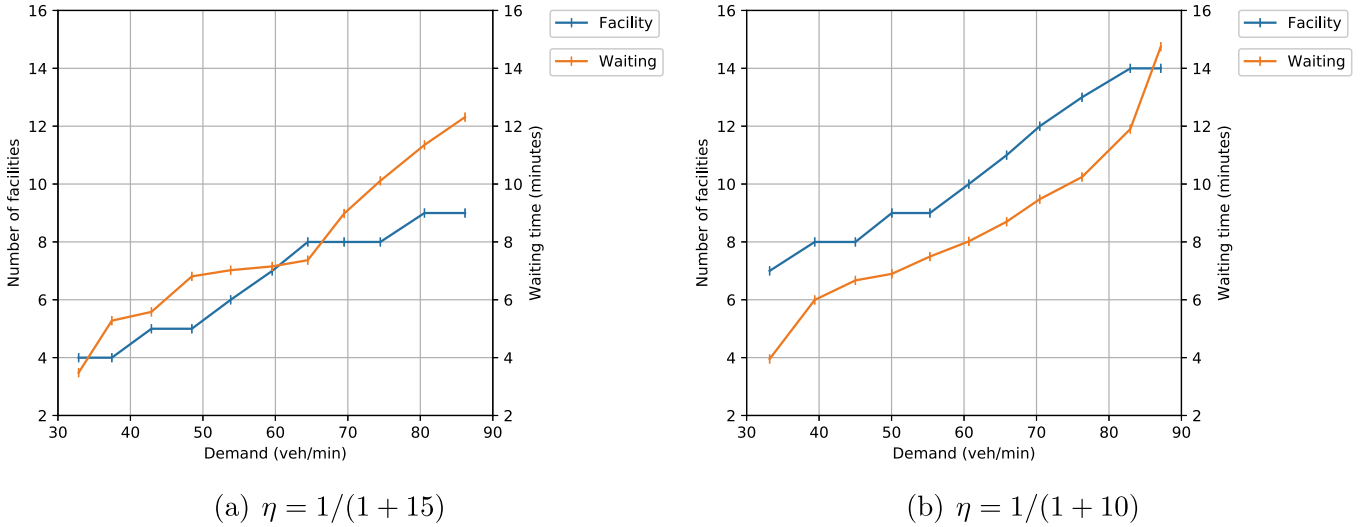 Number of facilities
16
14
12
10
8
6
4
2
30 40 50 60 70 80 90
Demand (veh/min)
16
14
12
10
8
6
4
2
Waiting time (minutes)
Facility
Waiting
(a) η = 1/(1 + 15)
Number of facilities
16
14
12
10
8
6
4
2
30 40 50 60 70 80 90
Demand (veh/min)
16
14
12
10
8
6
4
2
Waiting time (minutes)
Facility
Waiting
(b) η = 1/(1 + 10)